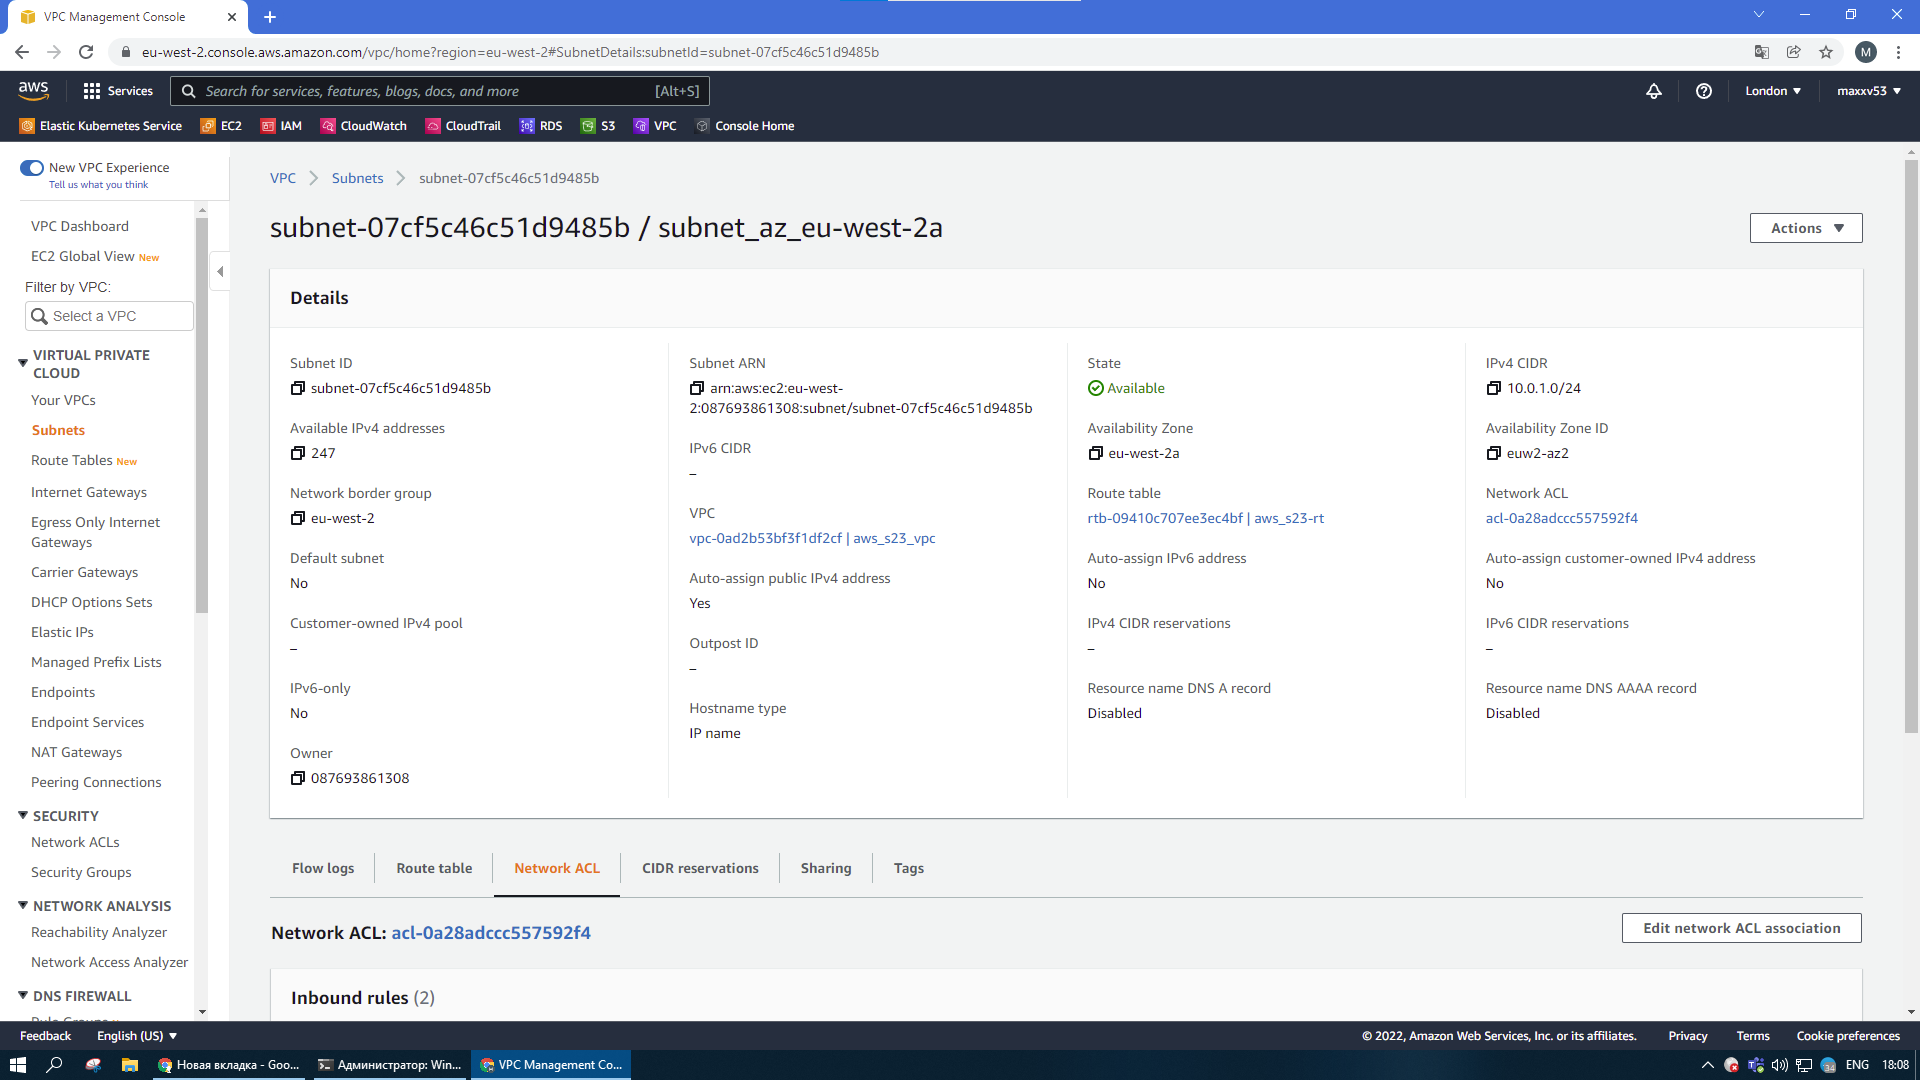 VPC Management Console
eu-west-2.console.aws.amazon.com/vpc/home?region=eu-west-2#SubnetDetails:subnetId=subnet-07cf5c46c51d9485b
M
aws
Services
Search for services, features, blogs, docs, and more
[Alt+S]
London
maxxv53
Elastic Kubernetes Service
EC2
IAM
CloudWatch
CloudTrail
RDS
S3
VPC
Console Home
New VPC Experience
Tell us what you think
VPC Dashboard
EC2 Global View New
Filter by VPC:
Select a VPC
VIRTUAL PRIVATE
CLOUD
Your VPCs
Subnets
Route Tables New
Internet Gateways
Egress Only Internet
Gateways
Carrier Gateways
DHCP Options Sets
Elastic IPs
Managed Prefix Lists
Endpoints
Endpoint Services
NAT Gateways
Peering Connections
SECURITY
Network ACLs
Security Groups
NETWORK ANALYSIS
Reachability Analyzer
Network Access Analyzer
DNS FIREWALL
VPC
Subnets
subnet-07cf5c46c51d9485b
subnet-07cf5c46c51d9485b / subnet_az_eu-west-2a
Actions
Details
Subnet ID
subnet-07cf5c46c51d9485b
Available IPv4 addresses
247
Network border group
eu-west-2
Default subnet
No
Customer-owned IPv4 pool
–
IPv6-only
No
Owner
087693861308
Subnet ARN
arn:aws:ec2:eu-west-
2:087693861308:subnet/subnet-07cf5c46c51d9485b
IPv6 CIDR
–
VPC
vpc-0ad2b53bf3f1df2cf | aws_s23_vpc
Auto-assign public IPv4 address
Yes
Outpost ID
–
Hostname type
IP name
State
Available
Availability Zone
eu-west-2a
Route table
rtb-09410c707ee3ec4bf | aws_s23-rt
Auto-assign IPv6 address
No
IPv4 CIDR reservations
–
Resource name DNS A record
Disabled
IPv4 CIDR
10.0.1.0/24
Availability Zone ID
euw2-az2
Network ACL
acl-0a28adccc557592f4
Auto-assign customer-owned IPv4 address
No
IPv6 CIDR reservations
–
Resource name DNS AAAA record
Disabled
Flow logs
Route table
Network ACL
CIDR reservations
Sharing
Tags
Network ACL: acl-0a28adccc557592f4
Edit network ACL association
Inbound rules (2)
Feedback
English (US)
© 2022, Amazon Web Services, Inc. or its affiliates.
Privacy
Terms
Cookie preferences
Новая вкладка - Goo...
Администратор: Win...
VPC Management Co...
34
ENG
18:08